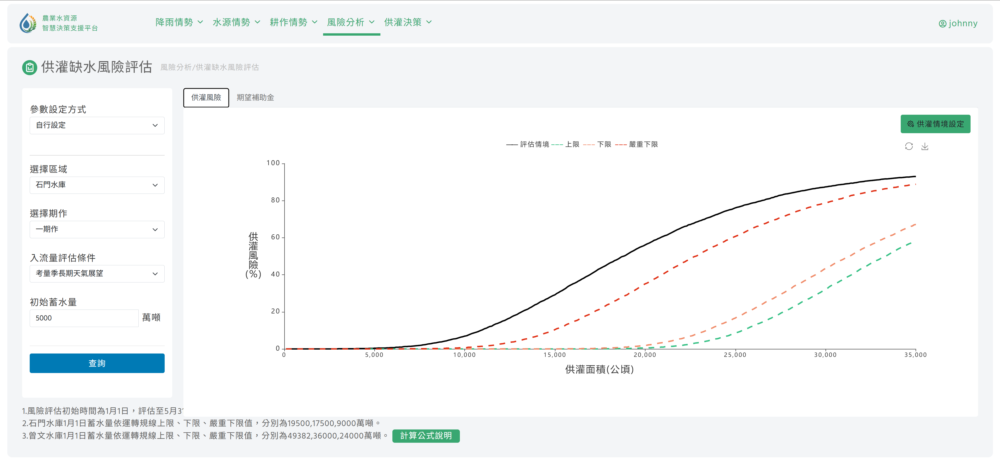 農業水資源
智慧決策支援平台
降雨情勢
水源情勢
耕作情勢
風險分析
供灌決策
johnny
供灌缺水風險評估
風險分析/供灌缺水風險評估
參數設定方式
自行設定
選擇區域
石門水庫
選擇期作
一期作
入流量評估條件
考量季長期天氣展望
初始蓄水量
5000
萬噸
查詢
供灌風險
期望補助金
供灌情境設定
評估情境
上限
下限
嚴重下限
100
80
60
40
20
0
供灌風險(%)
0
5,000
10,000
15,000
20,000
25,000
30,000
35,000
供灌面積(公頃)
1.風險評估初始時間為1月1日，評估至5月3
2.石門水庫1月1日蓄水量依運轉規線上限、下限、嚴重下限值，分別為19500,17500,9000萬噸。
3.曾文水庫1月1日蓄水量依運轉規線上限、下限、嚴重下限值，分別為49382,36000,24000萬噸。
計算公式說明